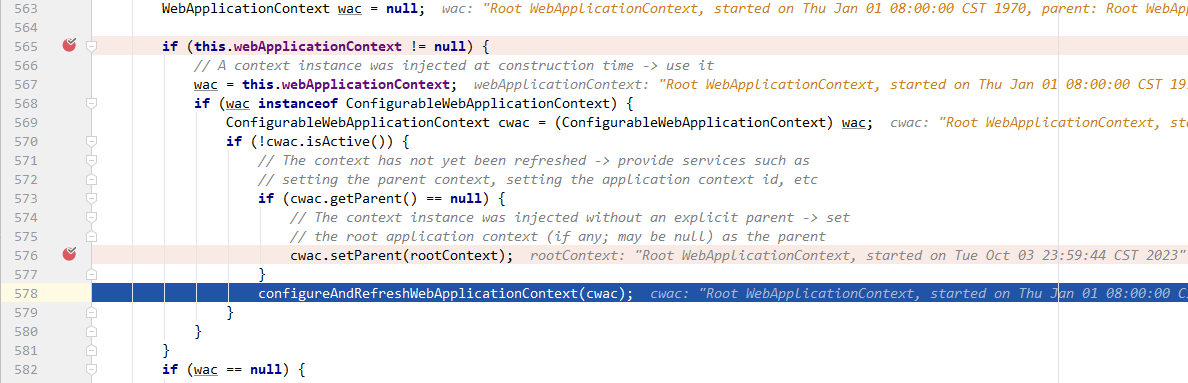 563 WebApplicationContext wac = null; wac: "Root WebApplicationContext, started on Thu Jan 01 08:00:00 CST 1970, parent: Root WebAp
564
565 if (this.webApplicationContext != null) {
566 // A context instance was injected at construction time -> use it
567 wac = this.webApplicationContext; webApplicationContext: "Root WebApplicationContext, started on Thu Jan 01 08:00:00 CST 19
568 if (wac instanceof ConfigurableWebApplicationContext) {
569 ConfigurableWebApplicationContext cwac = (ConfigurableWebApplicationContext) wac; cwac: "Root WebApplicationContext, sta
570 if (!cwac.isActive()) {
571 // The context has not yet been refreshed -> provide services such as
572 // setting the parent context, setting the application context id, etc
573 if (cwac.getParent() == null) {
574 // The context instance was injected without an explicit parent -> set
575 // the root application context (if any; may be null) as the parent
576 cwac.setParent(rootContext); rootContext: "Root WebApplicationContext, started on Tue Oct 03 23:59:44 CST 2023"
577 }
578 configureAndRefreshWebApplicationContext(cwac); cwac: "Root WebApplicationContext, started on Thu Jan 01 08:00:00 C
579 }
580 }
581 }
582 if (wac == null) {